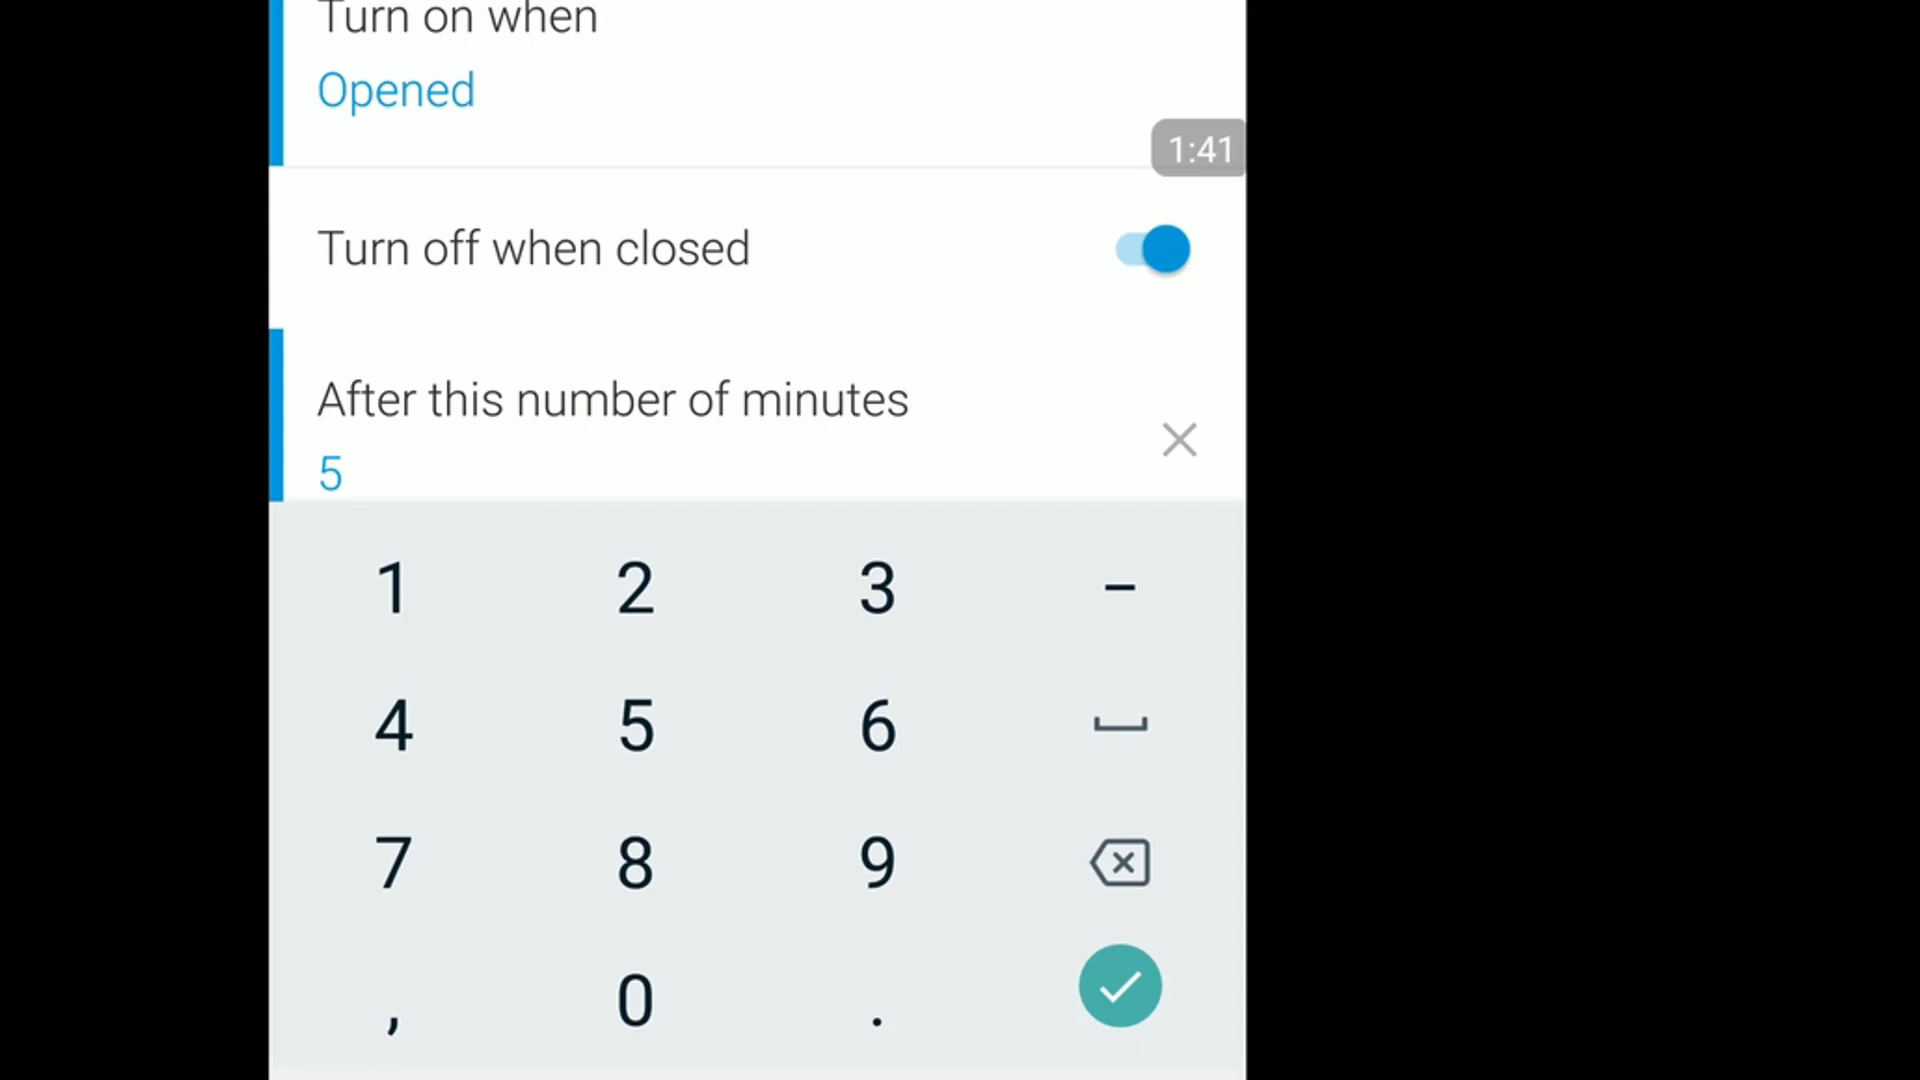 Turn on when
Opened
1:41
Turn off when closed
After this number of minutes
5
1 2 3 –
4 5 6
7 8 9
, 0 .